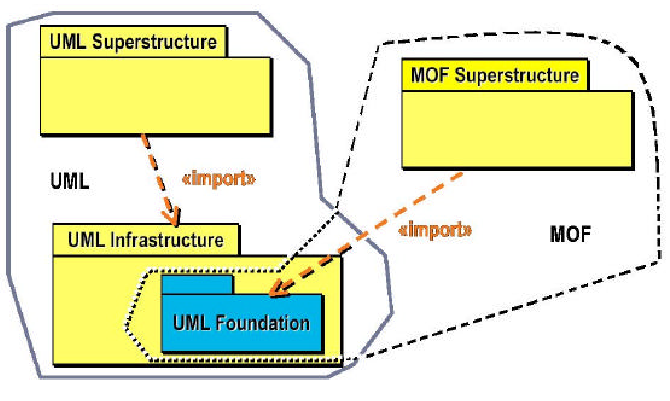 UML Superstructure
MOF Superstructure
«import»
UML
UML Infrastructure
«import»
MOF
UML Foundation